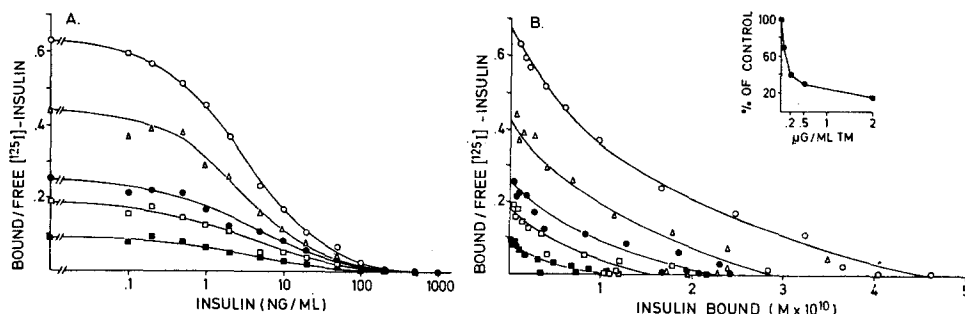 A.
BOUND/FREE [125I]-INSULIN
.6
.4
.2
.1
1
10
100
1000
INSULIN (NG/ML)
B.
BOUND/FREE [125I]-INSULIN
.6
.4
.2
1
2
3
4
5
INSULIN BOUND (M × 10¹⁰)
% OF CONTROL
100
60
20
.2
.5
1
2
µG/ML TM